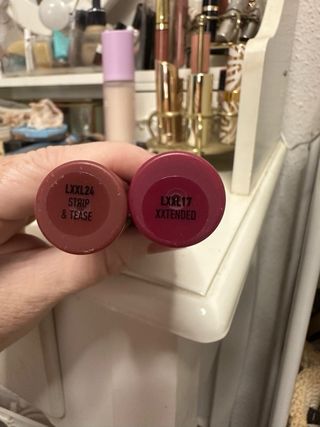 LXXL24
STRIP
& TEASE
LXXL17
XXTENDED